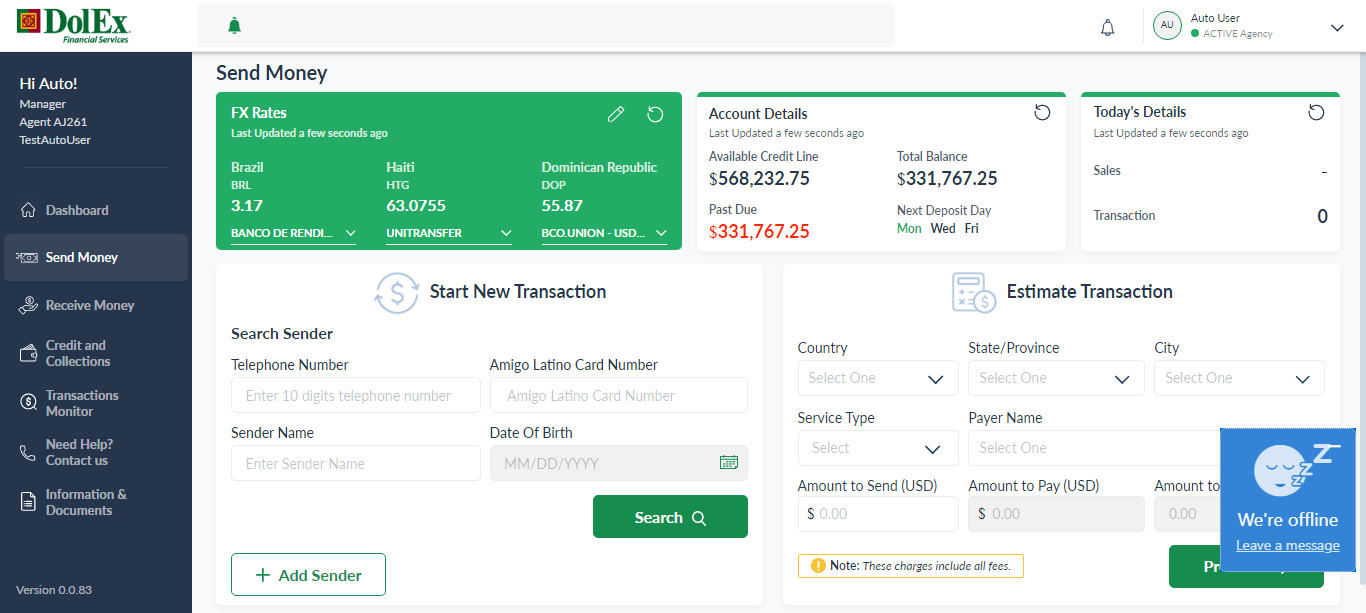 DolEx
Financial Services
AU
Auto User
ACTIVE Agency
Hi Auto!
Manager
Agent AJ261
TestAutoUser
Dashboard
Send Money
Receive Money
Credit and
Collections
Transactions
Monitor
Need Help?
Contact us
Information &
Documents
Version 0.0.83
Send Money
FX Rates
Last Updated a few seconds ago
Brazil
BRL
3.17
BANCO DE RENDI...
Haiti
HTG
63.0755
UNITRANSFER
Dominican Republic
DOP
55.87
BCO.UNION - USD...
Account Details
Last Updated a few seconds ago
Available Credit Line
$568,232.75
Total Balance
$331,767.25
Past Due
$331,767.25
Next Deposit Day
Mon Wed Fri
Today's Details
Last Updated a few seconds ago
Sales -
Transaction 0
Start New Transaction
Search Sender
Telephone Number
Enter 10 digits telephone number
Amigo Latino Card Number
Amigo Latino Card Number
Sender Name
Enter Sender Name
Date Of Birth
MM/DD/YYYY
Search
+ Add Sender
Estimate Transaction
Country
Select One
State/Province
Select One
City
Select One
Service Type
Select
Payer Name
Select One
Amount to Send (USD)
$ 0.00
Amount to Pay (USD)
$ 0.00
Amount to
0.00
Note: These charges include all fees.
We're offline
Leave a message